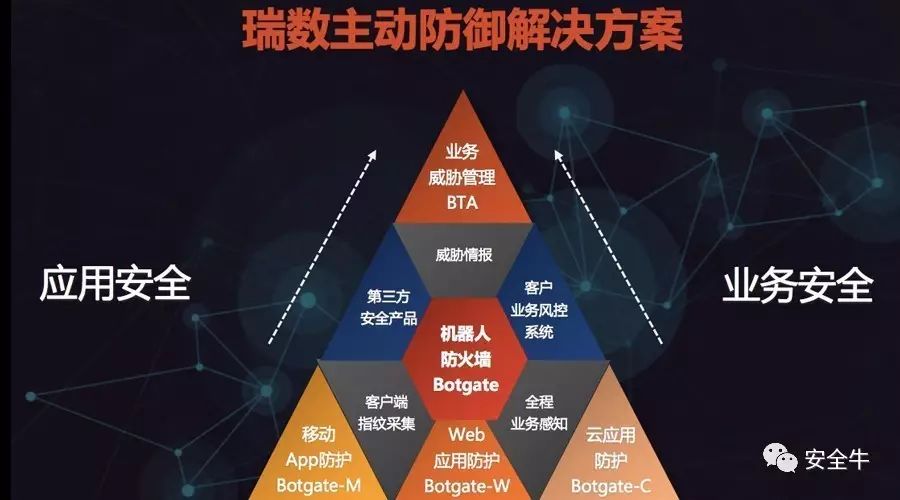 瑞数主动防御解决方案
业务
威胁管理
BTA
威胁情报
应用安全
业务安全
第三方
安全产品
客户
业务风控
系统
机器人
防火墙
Botgate
客户端
指纹采集
全程
业务感知
移动
App防护
Botgate-M
Web
应用防护
Botgate-W
云应用
防护
Botgate-C
安全牛